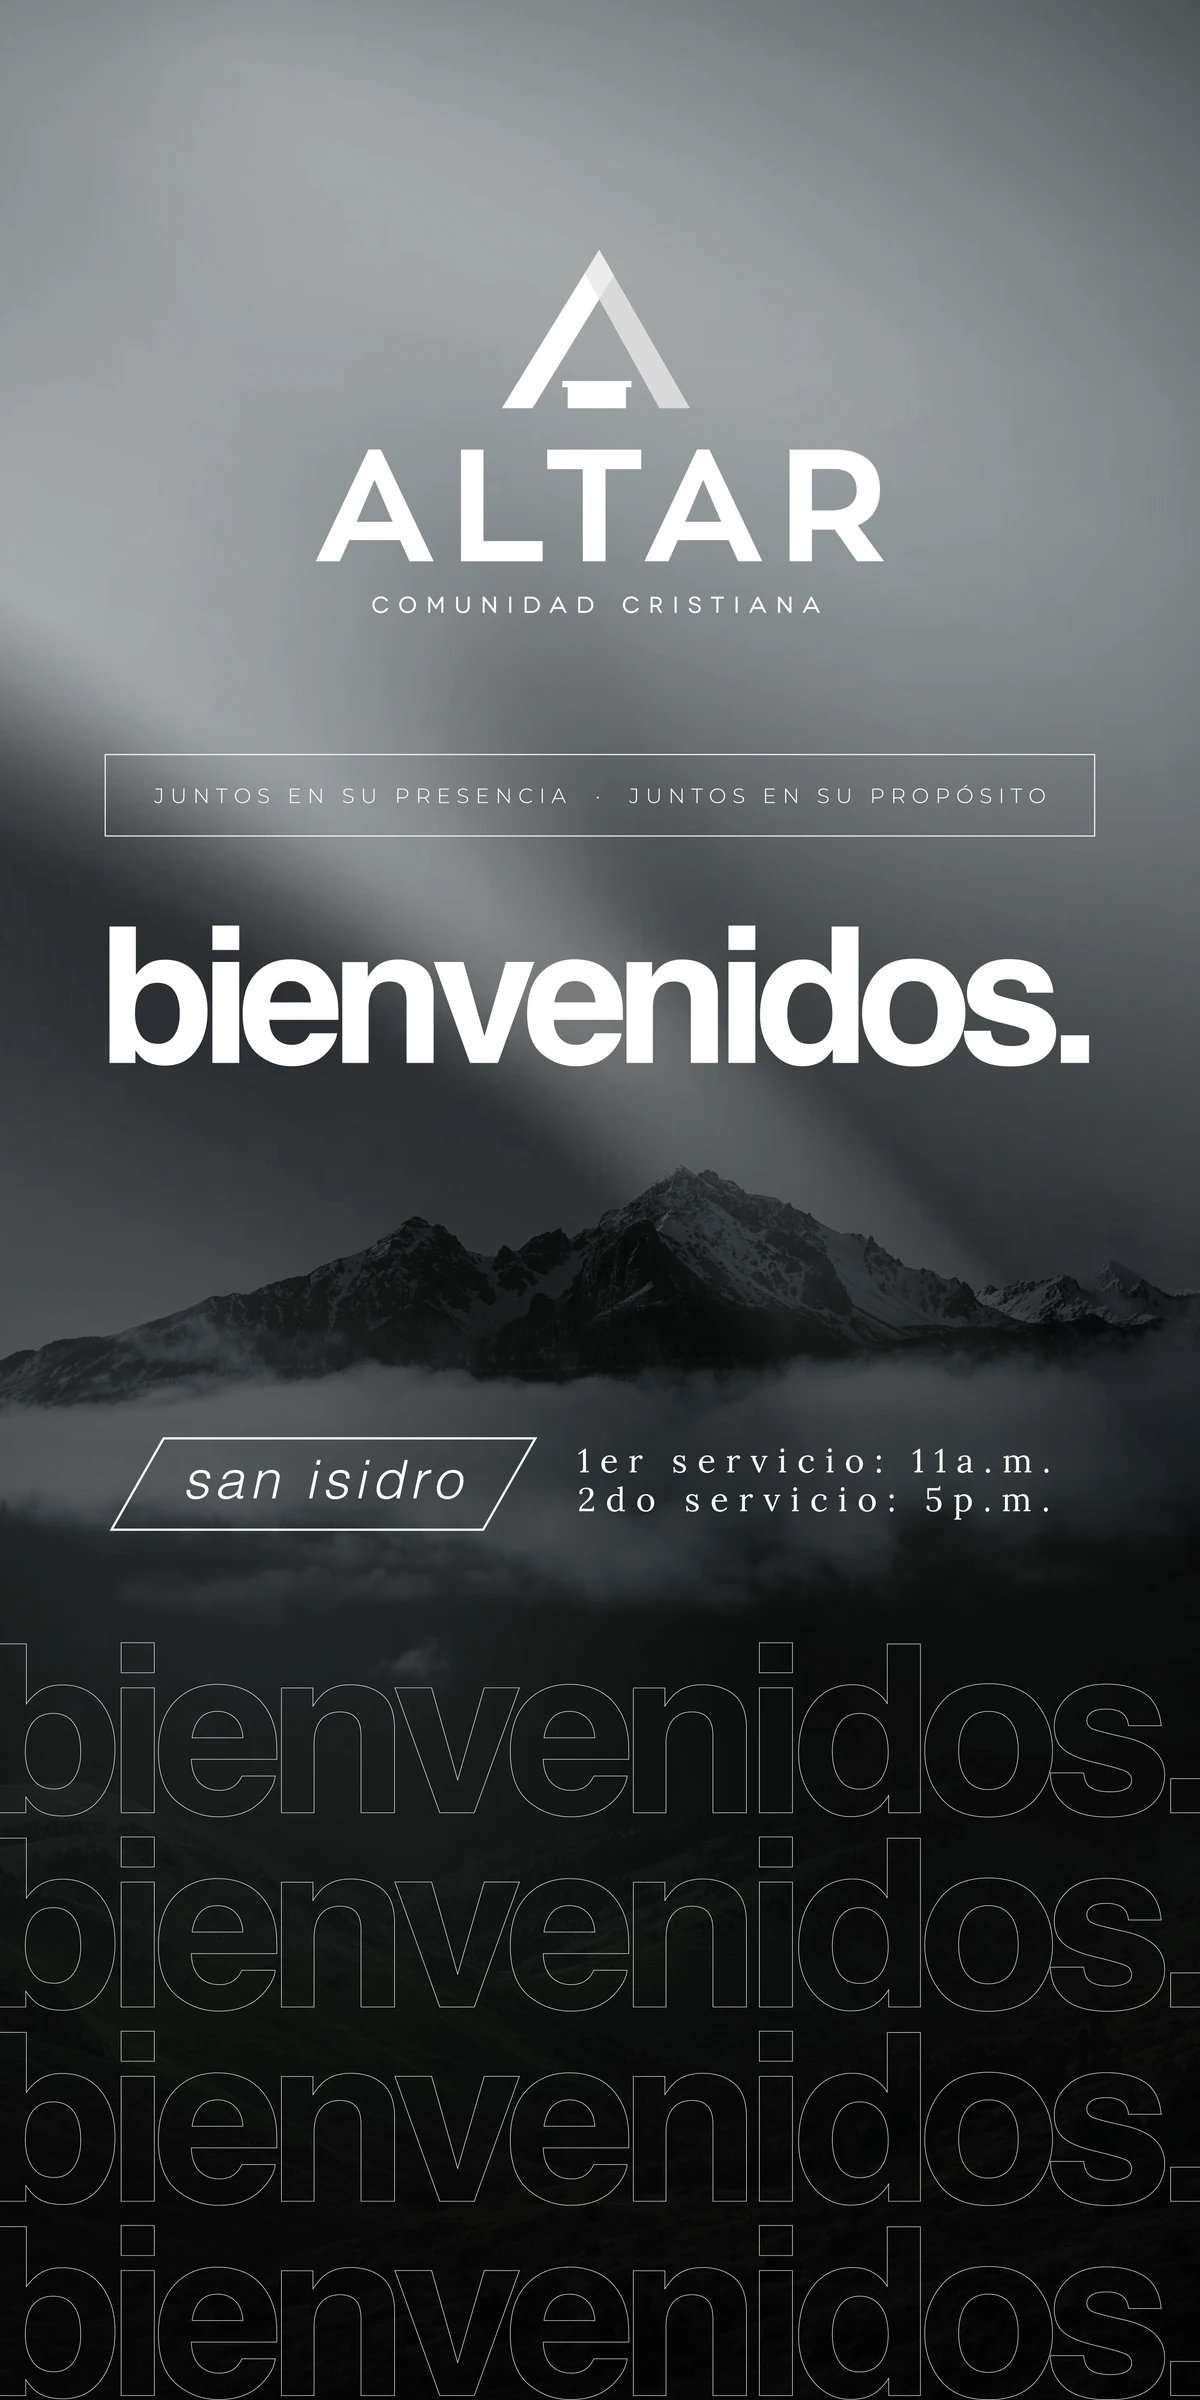 ALTAR
COMUNIDAD CRISTIANA
JUNTOS EN SU PRESENCIA · JUNTOS EN SU PROPÓSITO
bienvenidos.
san isidro
1er servicio: 11a.m.
2do servicio: 5p.m.
bienvenidos.
bienvenidos.
bienvenidos.
bienvenidos.